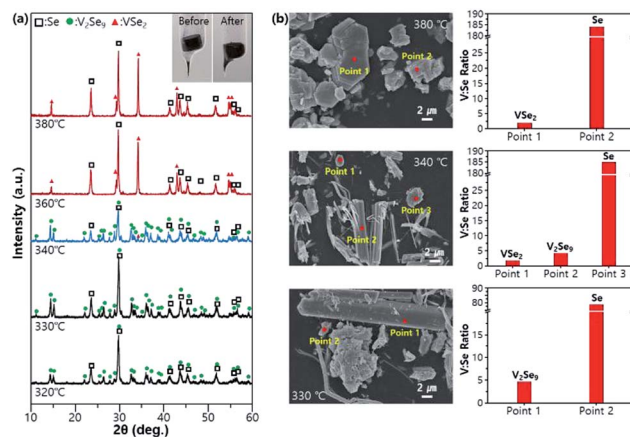 (a)
□:Se ●:V₂Se₉ ▲:VSe₂
Before After
380℃
360℃
340℃
330℃
320℃
Intensity (a.u.)
10 20 30 40 50 60
2θ (deg.)
(b)
380 ℃
Point 1
Point 2
2 μm
V:Se Ratio
195
190
185
180
15
10
5
0
VSe₂
Se
Point 1 Point 2
340 ℃
Point 1
Point 2
Point 3
2 μm
V:Se Ratio
190
185
180
15
10
5
0
VSe₂
V₂Se₉
Se
Point 1 Point 2 Point 3
330 ℃
Point 1
Point 2
2 μm
V:Se Ratio
90
80
15
10
5
0
V₂Se₉
Se
Point 1 Point 2